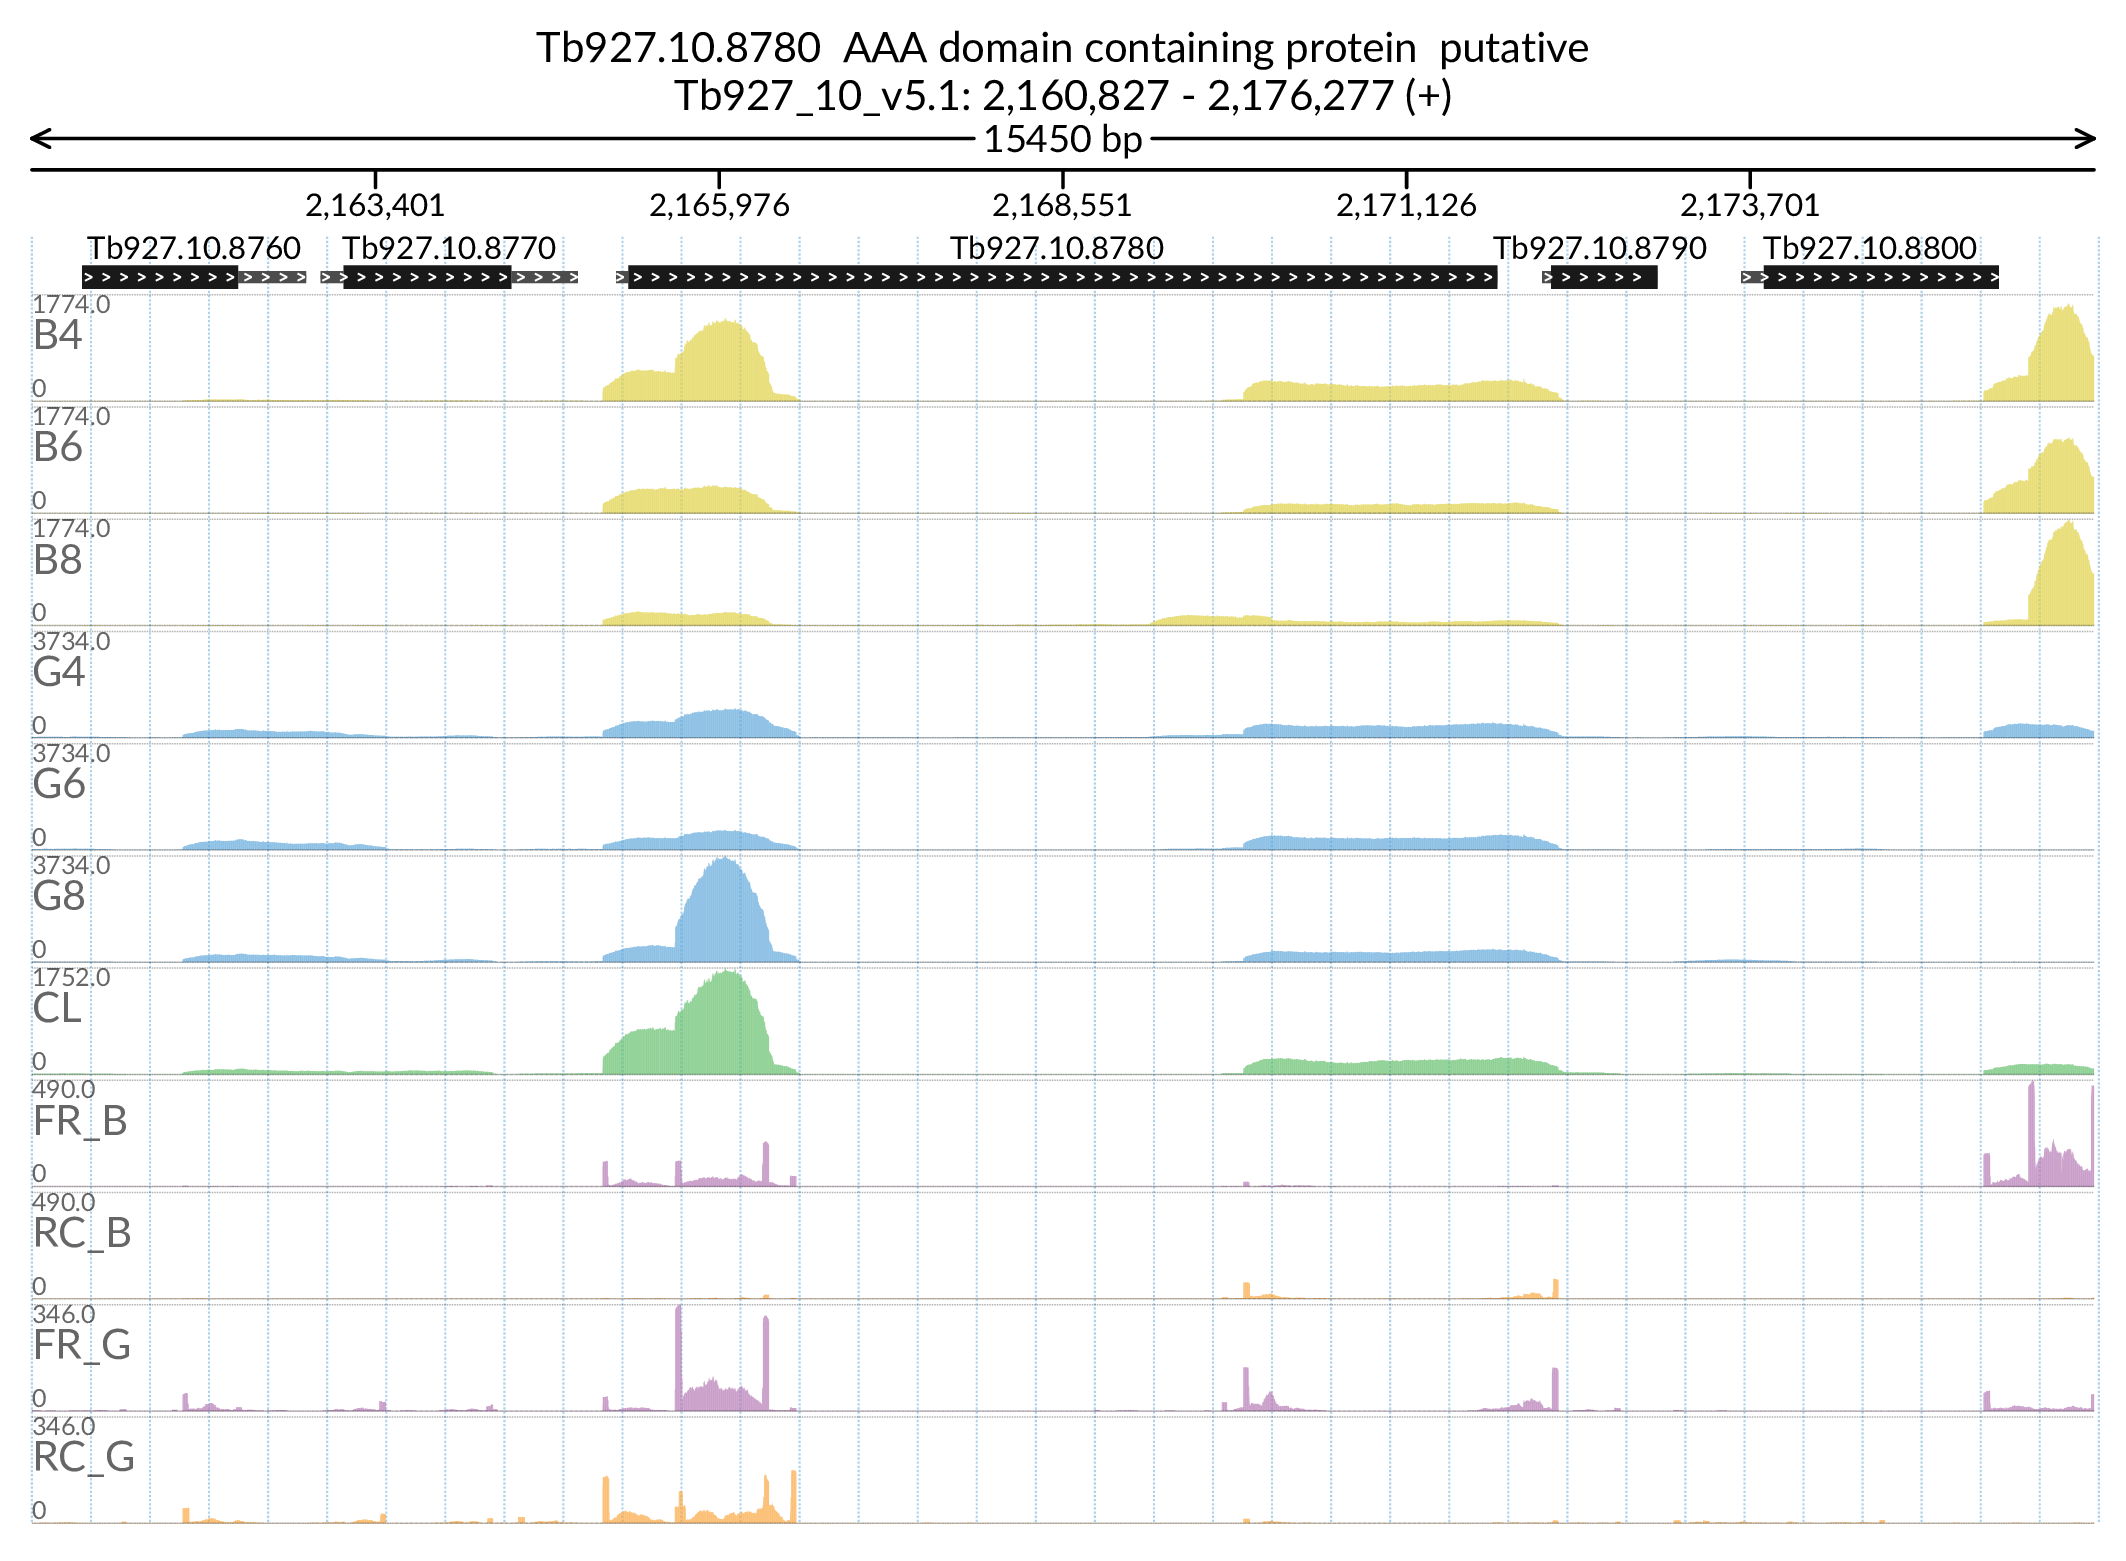 Tb927.10.8780  AAA domain containing protein  putative
Tb927_10_v5.1: 2,160,827 - 2,176,277 (+)
15450 bp
2,163,401 2,165,976 2,168,551 2,171,126 2,173,701
Tb927.10.8760 Tb927.10.8770 Tb927.10.8780 Tb927.10.8790 Tb927.10.8800
1774.0
B4
0
1774.0
B6
0
1774.0
B8
0
3734.0
G4
0
3734.0
G6
0
3734.0
G8
0
1752.0
CL
0
490.0
FR_B
0
490.0
RC_B
0
346.0
FR_G
0
346.0
RC_G
0